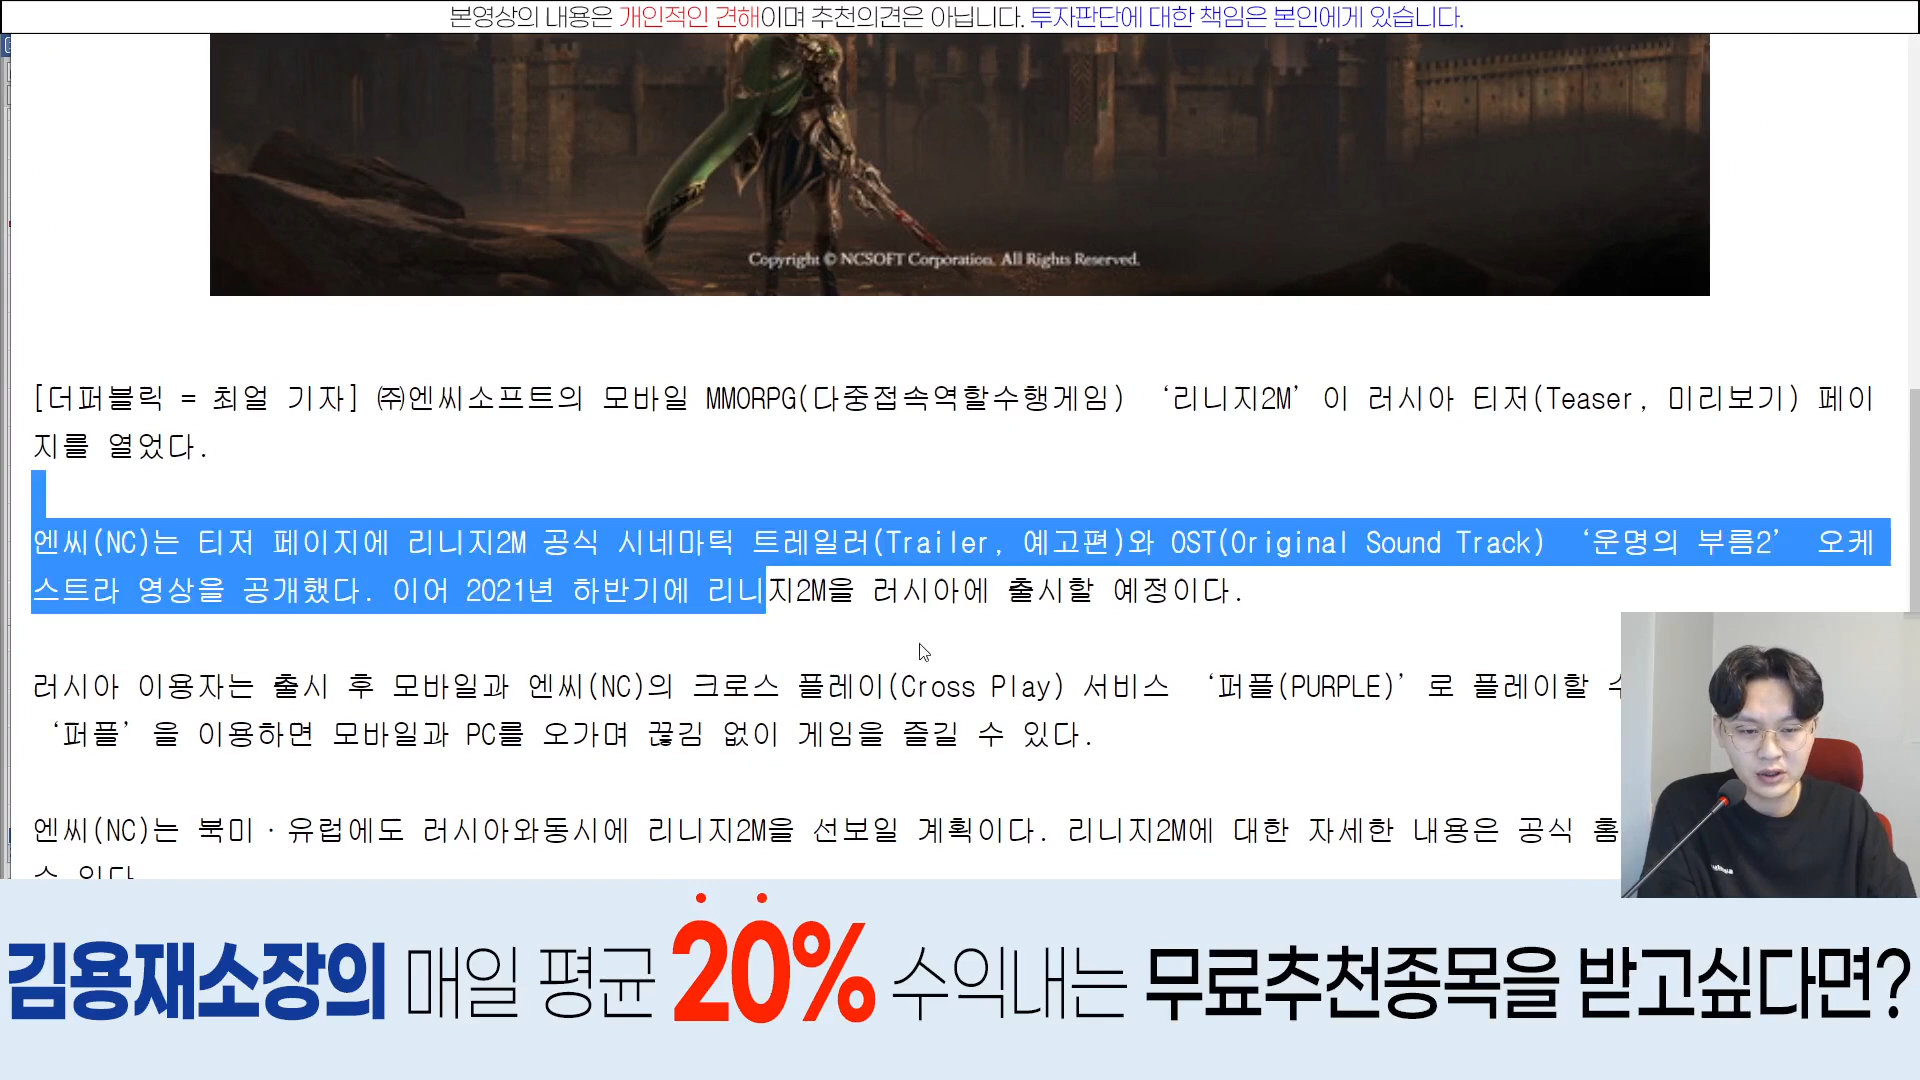 본영상의 내용은 개인적인 견해이며 추천의견은 아닙니다. 투자판단에 대한 책임은 본인에게 있습니다.
Copyright © NCSOFT Corporation. All Rights Reserved.
[더퍼블릭 = 최얼 기자] ㈜엔씨소프트의 모바일 MMORPG(다중접속역할수행게임) ‘리니지2M’이 러시아 티저(Teaser, 미리보기) 페이
지를 열었다.
엔씨(NC)는 티저 페이지에 리니지2M 공식 시네마틱 트레일러(Trailer, 예고편)와 OST(Original Sound Track) ‘운명의 부름2’ 오케
스트라 영상을 공개했다. 이어 2021년 하반기에 리니지2M을 러시아에 출시할 예정이다.
러시아 이용자는 출시 후 모바일과 엔씨(NC)의 크로스 플레이(Cross Play) 서비스 ‘퍼플(PURPLE)’로 플레이할
‘퍼플’을 이용하면 모바일과 PC를 오가며 끊김 없이 게임을 즐길 수 있다.
엔씨(NC)는 북미·유럽에도 러시아와동시에 리니지2M을 선보일 계획이다. 리니지2M에 대한 자세한 내용은 공식 홈
수 있다
김용재소장의 매일 평균 20% 수익내는 무료추천종목을 받고싶다면?